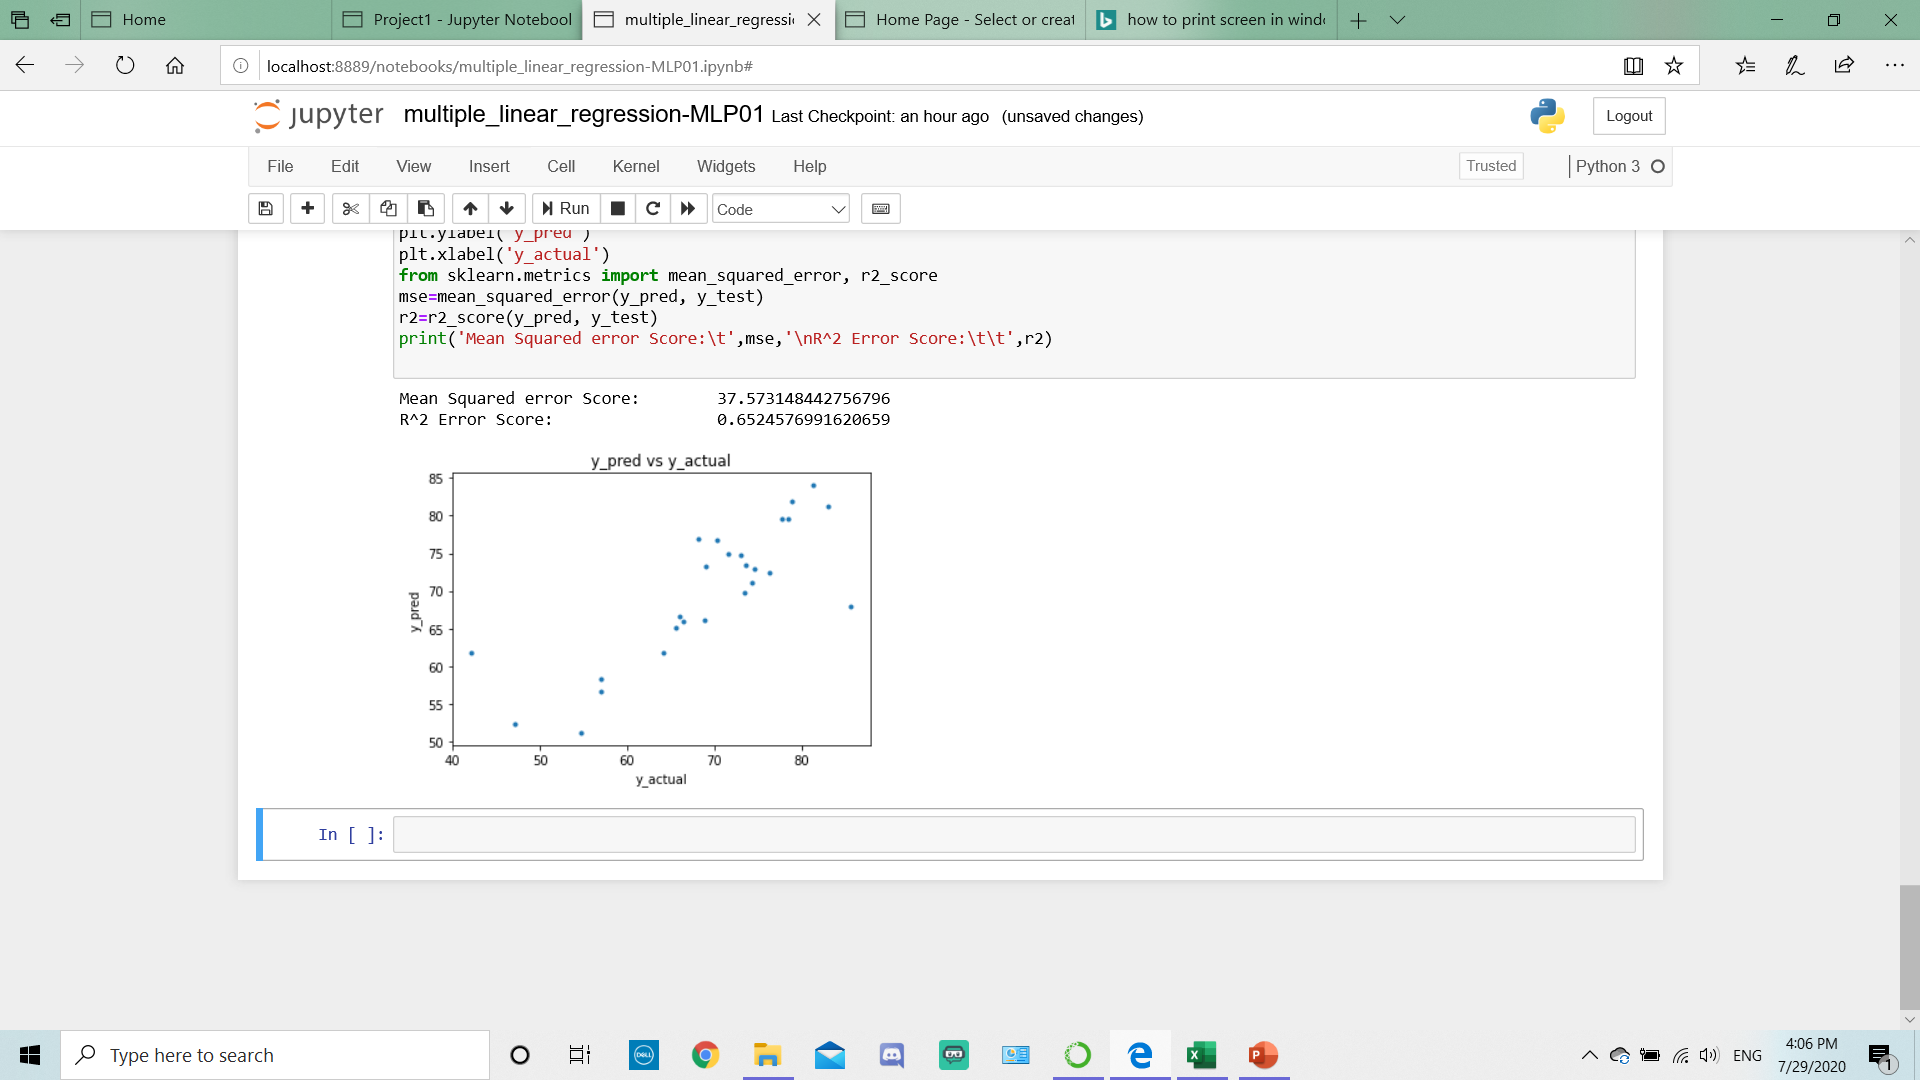 Home
Project1 - Jupyter Notebool
multiple_linear_regressi
Home Page - Select or creat
how to print screen in wind
localhost:8889/notebooks/multiple_linear_regression-MLP01.ipynb#
jupyter multiple_linear_regression-MLP01 Last Checkpoint: an hour ago (unsaved changes)
Logout
File Edit View Insert Cell Kernel Widgets Help
Trusted
Python 3
Run
Code
plt.ylabel('y_pred')
plt.xlabel('y_actual')
from sklearn.metrics import mean_squared_error, r2_score
mse=mean_squared_error(y_pred, y_test)
r2=r2_score(y_pred, y_test)
print('Mean Squared error Score:\t',mse,'\nR^2 Error Score:\t\t',r2)
Mean Squared error Score: 37.573148442756796
R^2 Error Score: 0.6524576991620659
y_pred vs y_actual
85
80
75
70
65
60
55
50
y_pred
40 50 60 70 80
y_actual
In [ ]:
Type here to search
DELL
ENG
4:06 PM
7/29/2020
1